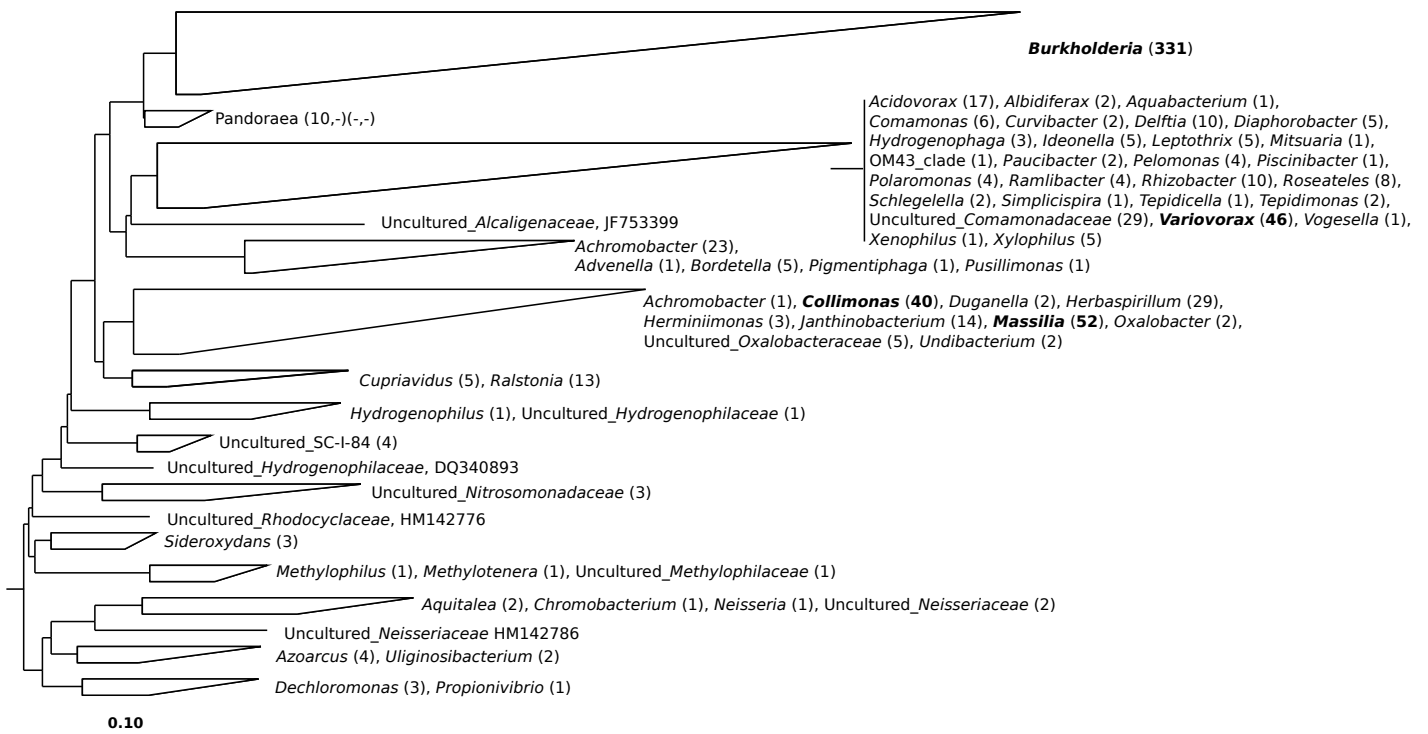 Burkholderia (331)
Pandoraea (10,-)(-,-)
Acidovorax (17), Albidiferax (2), Aquabacterium (1),
Comamonas (6), Curvibacter (2), Delftia (10), Diaphorobacter (5),
Hydrogenophaga (3), Ideonella (5), Leptothrix (5), Mitsuaria (1),
OM43_clade (1), Paucibacter (2), Pelomonas (4), Piscinibacter (1),
Polaromonas (4), Ramlibacter (4), Rhizobacter (10), Roseateles (8),
Schlegelella (2), Simplicispira (1), Tepidicella (1), Tepidimonas (2),
Uncultured_Comamonadaceae (29), Variovorax (46), Vogesella (1),
Xenophilus (1), Xylophilus (5)
Uncultured_Alcaligenaceae, JF753399
Achromobacter (23),
Advenella (1), Bordetella (5), Pigmentiphaga (1), Pusillimonas (1)
Achromobacter (1), Collimonas (40), Duganella (2), Herbaspirillum (29),
Herminiimonas (3), Janthinobacterium (14), Massilia (52), Oxalobacter (2),
Uncultured_Oxalobacteraceae (5), Undibacterium (2)
Cupriavidus (5), Ralstonia (13)
Hydrogenophilus (1), Uncultured_Hydrogenophilaceae (1)
Uncultured_SC-I-84 (4)
Uncultured_Hydrogenophilaceae, DQ340893
Uncultured_Nitrosomonadaceae (3)
Uncultured_Rhodocyclaceae, HM142776
Sideroxydans (3)
Methylophilus (1), Methylotenera (1), Uncultured_Methylophilaceae (1)
Aquitalea (2), Chromobacterium (1), Neisseria (1), Uncultured_Neisseriaceae (2)
Uncultured_Neisseriaceae HM142786
Azoarcus (4), Uliginosibacterium (2)
Dechloromonas (3), Propionivibrio (1)
0.10